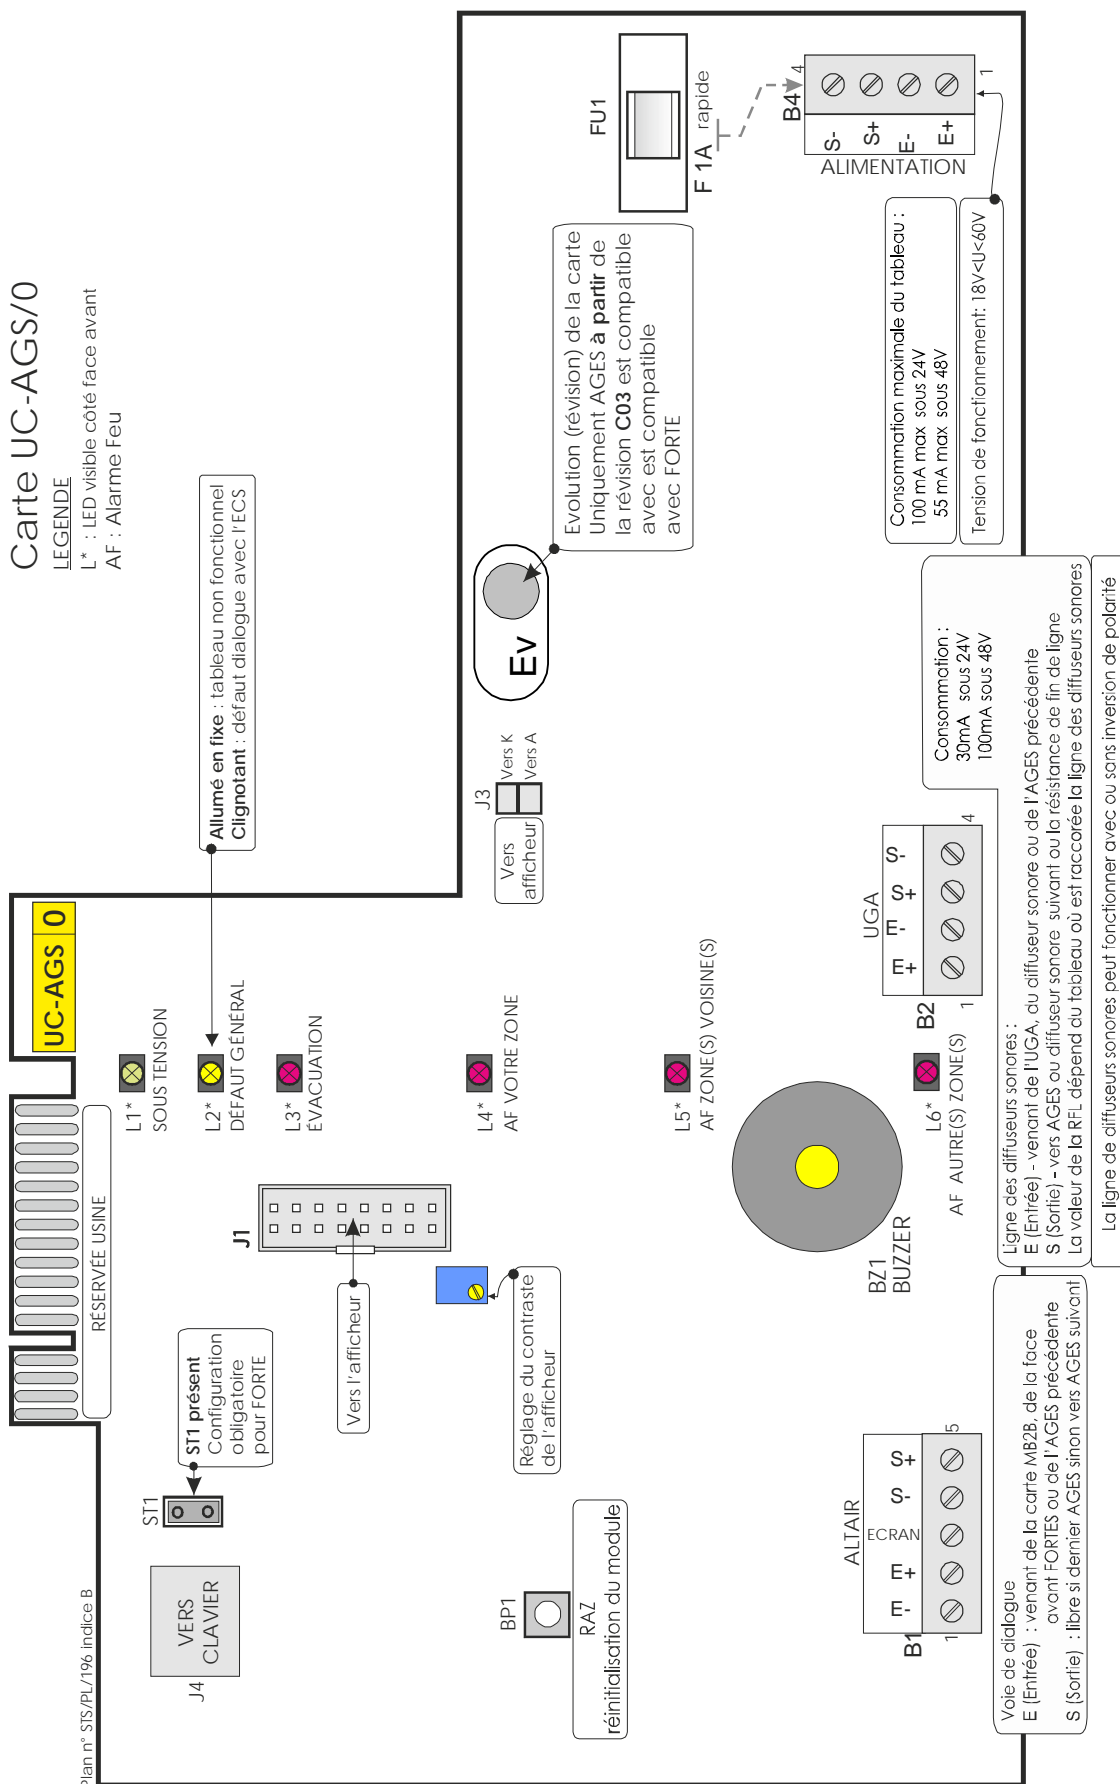 Carte UC-AGS/0
LEGENDE
L* : LED visible côté face avant
AF : Alarme Feu
Plan n° STS/PL/196 indice B
UC-AGS 0
RÉSERVÉE USINE
J4
VERS
CLAVIER
ST1
ST1 présent
Configuration
obligatoire
pour FORTE
L1*
SOUS TENSION
L2*
DÉFAUT GÉNÉRAL
Allumé en fixe : tableau non fonctionnel
Clignotant : défaut dialogue avec l'ECS
L3*
ÉVACUATION
L4*
AF VOTRE ZONE
L5*
AF ZONE(S) VOISINE(S)
L6*
AF AUTRE(S) ZONE(S)
J1
Vers l'afficheur
Réglage du contraste
de l'afficheur
BP1
RAZ
réinitialisation du module
J3
Vers K
Vers A
Vers
afficheur
Ev
Evolution (révision) de la carte
Uniquement AGES à partir de
la révision C03 est compatible
avec est compatible
avec FORTE
FU1
F 1A rapide
B4
4
1
S-
S+
E-
E+
ALIMENTATION
Consommation maximale du tableau :
100 mA max sous 24V
55 mA max sous 48V
Tension de fonctionnement: 18V<U<60V
BZ1
BUZZER
ALTAIR
E-
E+
ECRAN
S-
S+
B1
1
5
UGA
E+
E-
S+
S-
B2
1
4
Voie de dialogue
E (Entrée) : venant de la carte MB2B, de la face
avant FORTES ou de l'AGES précédente
S (Sortie) : libre si dernier AGES sinon vers AGES suivant
Consommation :
30mA sous 24V
100mA sous 48V
Ligne des diffuseurs sonores :
E (Entrée) - venant de l'UGA, du diffuseur sonore ou de l'AGES précédente
S (Sortie) - vers AGES ou diffuseur sonore suivant ou la résistance de fin de ligne
La valeur de la RFL dépend du tableau où est raccorée la ligne des diffuseurs sonores
La ligne de diffuseurs sonores peut fonctionner avec ou sans inversion de polarité